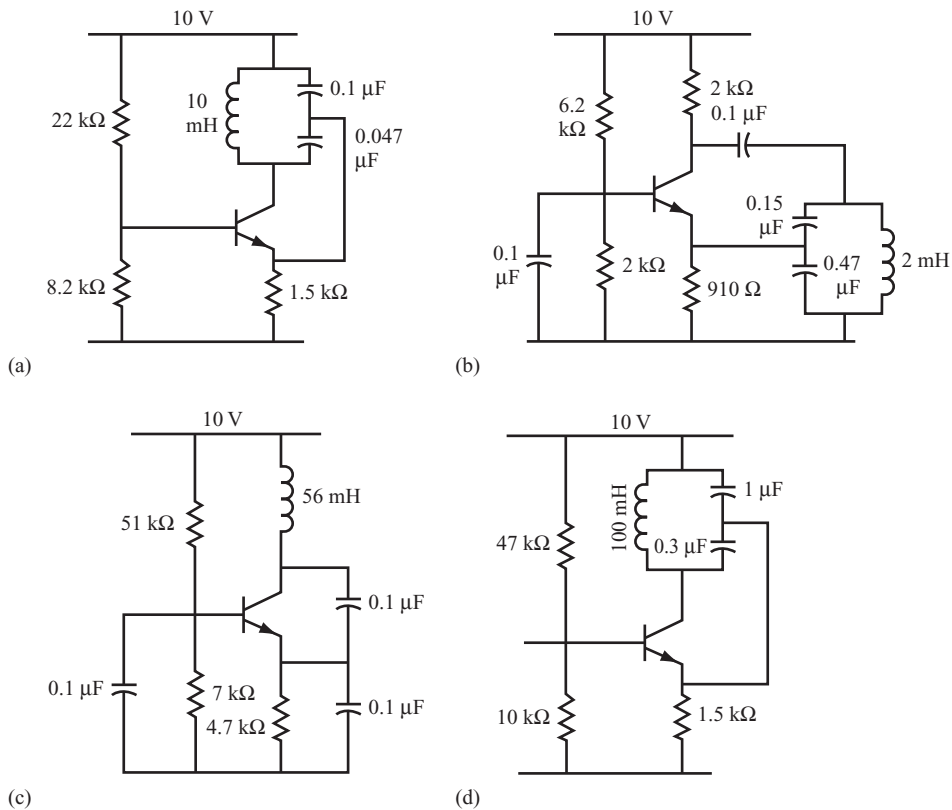 10 V
0.1 µF
10
mH
22 kΩ
0.047
µF
8.2 kΩ
1.5 kΩ
(a)
10 V
2 kΩ
6.2
kΩ
0.1 µF
0.15
µF
0.1
µF
2 kΩ
0.47
µF
2 mH
910 Ω
(b)
10 V
56 mH
51 kΩ
0.1 µF
0.1 µF
7 kΩ
4.7 kΩ
0.1 µF
(c)
10 V
100 mH
1 µF
47 kΩ
0.3 µF
10 kΩ
1.5 kΩ
(d)